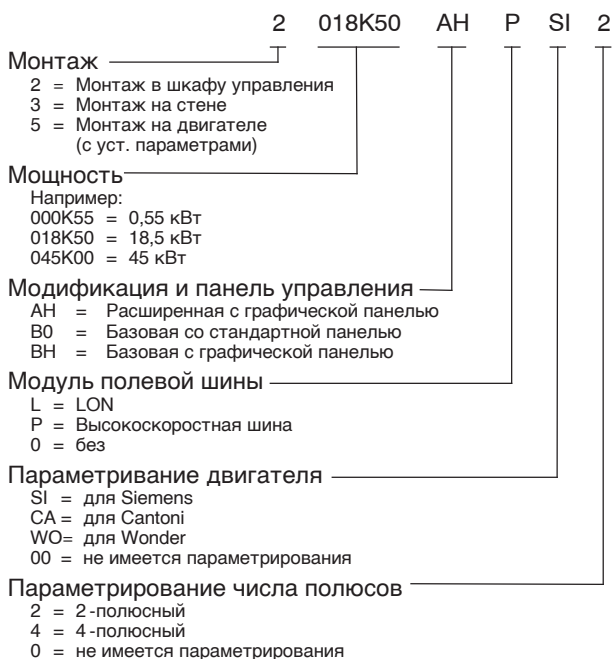 2 018K50 AH P SI 2
Монтаж
2 = Монтаж в шкафу управления
3 = Монтаж на стене
5 = Монтаж на двигателе
(с уст. параметрами)
Мощность
Например:
000K55 = 0,55 кВт
018K50 = 18,5 кВт
045K00 = 45 кВт
Модификация и панель управления
AH = Расширенная с графической панелью
B0 = Базовая со стандартной панелью
BH = Базовая с графической панелью
Модуль полевой шины
L = LON
P = Высокоскоростная шина
0 = без
Параметривание двигателя
SI = для Siemens
CA = для Cantoni
WO= для Wonder
00 = не имеется параметрирования
Параметрирование числа полюсов
2 = 2-полюсный
4 = 4-полюсный
0 = не имеется параметрирования